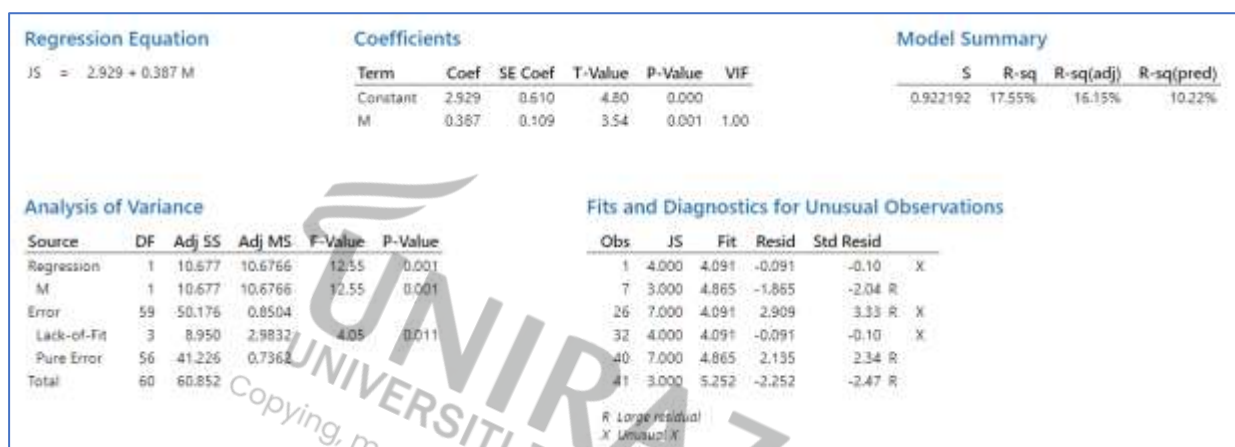 Regression Equation
JS = 2.929 + 0.387 M
Coefficients
Term Coef SE Coef T-Value P-Value VIF
Constant 2.929 0.610 4.80 0.000
M 0.387 0.109 3.54 0.001 1.00
Model Summary
S R-sq R-sq(adj) R-sq(pred)
0.922192 17.55% 16.15% 10.22%
Analysis of Variance
Source DF Adj SS Adj MS F-Value P-Value
Regression 1 10.677 10.6766 12.55 0.001
M 1 10.677 10.6766 12.55 0.001
Error 59 50.176 0.8504
Lack-of-Fit 3 8.950 2.9832 4.05 0.011
Pure Error 56 41.226 0.7362
Total 60 60.852
Fits and Diagnostics for Unusual Observations
Obs JS Fit Resid Std Resid
1 4.000 4.091 -0.091 -0.10 X
7 3.000 4.865 -1.865 -2.04 R
26 7.000 4.091 2.909 3.33 R X
32 4.000 4.091 -0.091 -0.10 X
40 7.000 4.865 2.135 2.34 R
41 3.000 5.252 -2.252 -2.47 R
R Large residual
X Unusual X
UNIRAZ
UNIVERSITI
Copying,